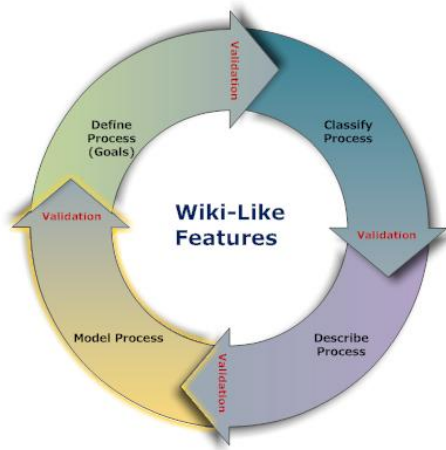 Validation
Define
Process
(Goals)
Classify
Process
Validation
Wiki-Like
Features
Validation
Model Process
Describe
Process
Validation